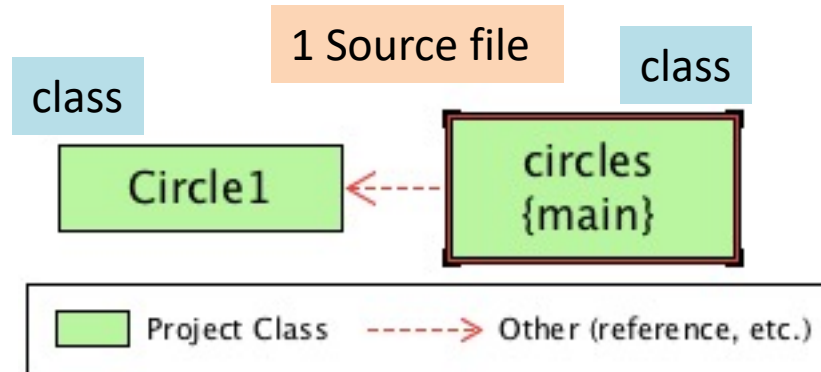 1 Source file
class
class
Circle1
circles
{main}
Project Class
Other (reference, etc.)